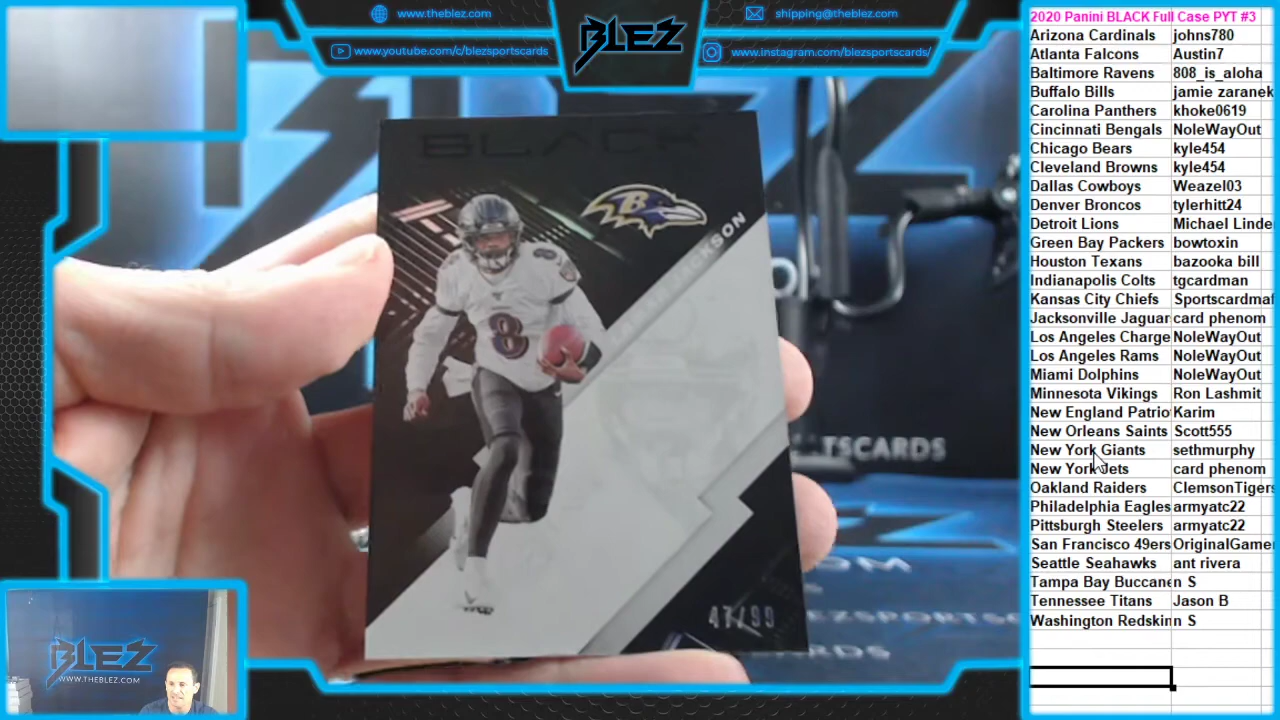 www.theblez.com
shipping@theblez.com
www.youtube.com/c/blezsportscards
BLEZ
www.instagram.com/blezsportscards/
BLACK
JACKSON
8
8
B
47/99
TSCARDS
BLEZ
WWW.THEBLEZ.COM
2020 Panini BLACK Full Case PYT #3
Arizona Cardinals johns780
Atlanta Falcons Austin7
Baltimore Ravens 808_is_aloha
Buffalo Bills jamie zaranek
Carolina Panthers khoke0619
Cincinnati Bengals NoleWayOut
Chicago Bears kyle454
Cleveland Browns kyle454
Dallas Cowboys Weazel03
Denver Broncos tylerhitt24
Detroit Lions Michael Linde
Green Bay Packers bowtoxin
Houston Texans bazooka bill
Indianapolis Colts tgcardman
Kansas City Chiefs Sportscardmaf
Jacksonville Jaguar card phenom
Los Angeles Charge NoleWayOut
Los Angeles Rams NoleWayOut
Miami Dolphins NoleWayOut
Minnesota Vikings Ron Lashmit
New England Patrio Karim
New Orleans Saints Scott555
New York Giants sethmurphy
New York Jets card phenom
Oakland Raiders ClemsonTigers
Philadelphia Eagles armyatc22
Pittsburgh Steelers armyatc22
San Francisco 49ers OriginalGame
Seattle Seahawks ant rivera
Tampa Bay Buccane n S
Tennessee Titans Jason B
Washington Redskin n S